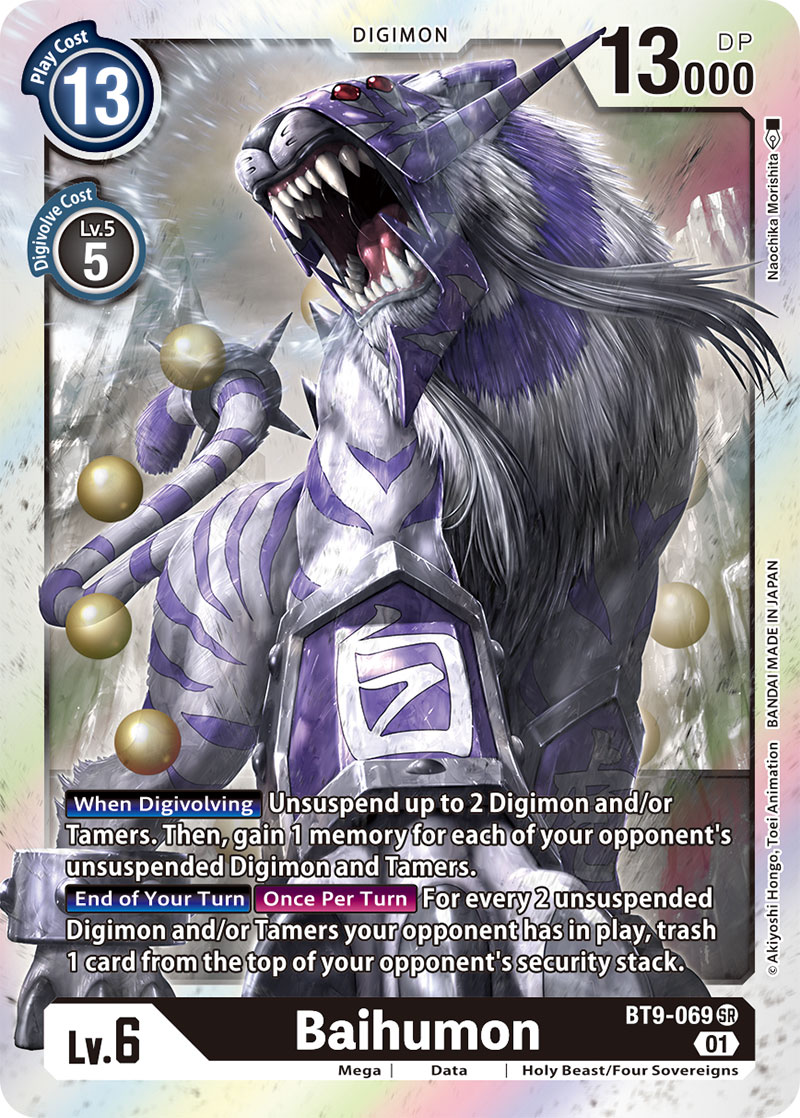 DIGIMON
Play Cost
13
13000
DP
Digivolve Cost
Lv.5
5
Naochika Morishita
When Digivolving Unsuspend up to 2 Digimon and/or
Tamers. Then, gain 1 memory for each of your opponent's
unsuspended Digimon and Tamers.
End of Your Turn Once Per Turn For every 2 unsuspended
Digimon and/or Tamers your opponent has in play, trash
1 card from the top of your opponent's security stack.
© Akiyoshi Hongo, Toei Animation BANDAI MADE IN JAPAN
Lv.6
Baihumon
BT9-069 SR
01
Mega | Data | Holy Beast/Four Sovereigns